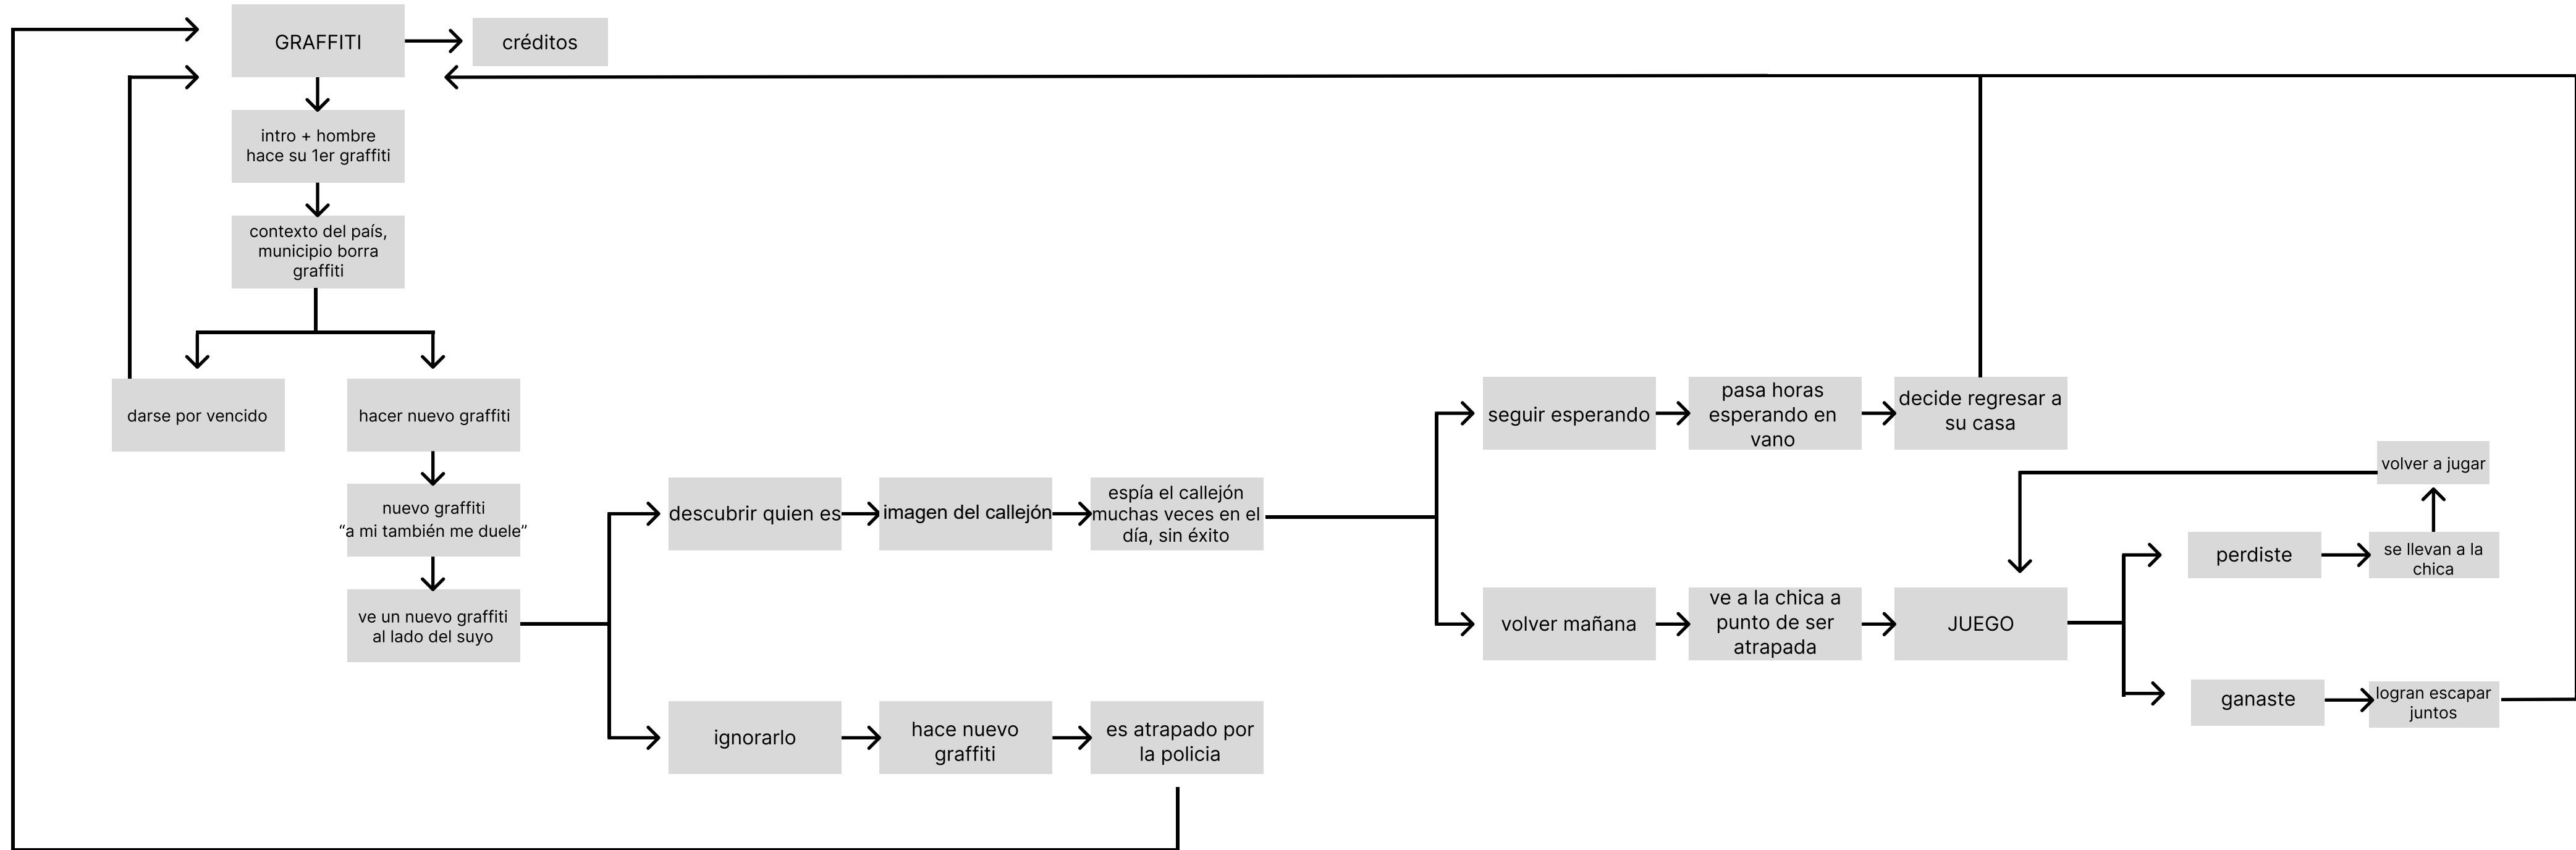 GRAFFITI
créditos
intro + hombre
hace su 1er graffiti
contexto del país,
municipio borra
graffiti
darse por vencido
hacer nuevo graffiti
nuevo graffiti
“a mi también me duele”
ve un nuevo graffiti
al lado del suyo
descubrir quien es
imagen del callejón
espía el callejón
muchas veces en el
día, sin éxito
ignorarlo
hace nuevo
graffiti
es atrapado por
la policia
seguir esperando
pasa horas
esperando en
vano
decide regresar a
su casa
volver mañana
ve a la chica a
punto de ser
atrapada
JUEGO
volver a jugar
perdiste
se llevan a la
chica
ganaste
logran escapar
juntos